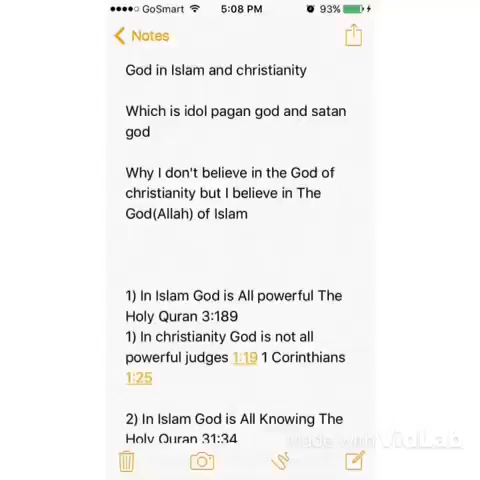 GoSmart 5:08 PM 93%
Notes
God in Islam and christianity
Which is idol pagan god and satan
god
Why I don't believe in the God of
christianity but I believe in The
God(Allah) of Islam
1) In Islam God is All powerful The
Holy Quran 3:189
1) In christianity God is not all
powerful judges 1:19 1 Corinthians
1:25
2) In Islam God is All Knowing The
Holy Quran 31:34
Made with VidLab